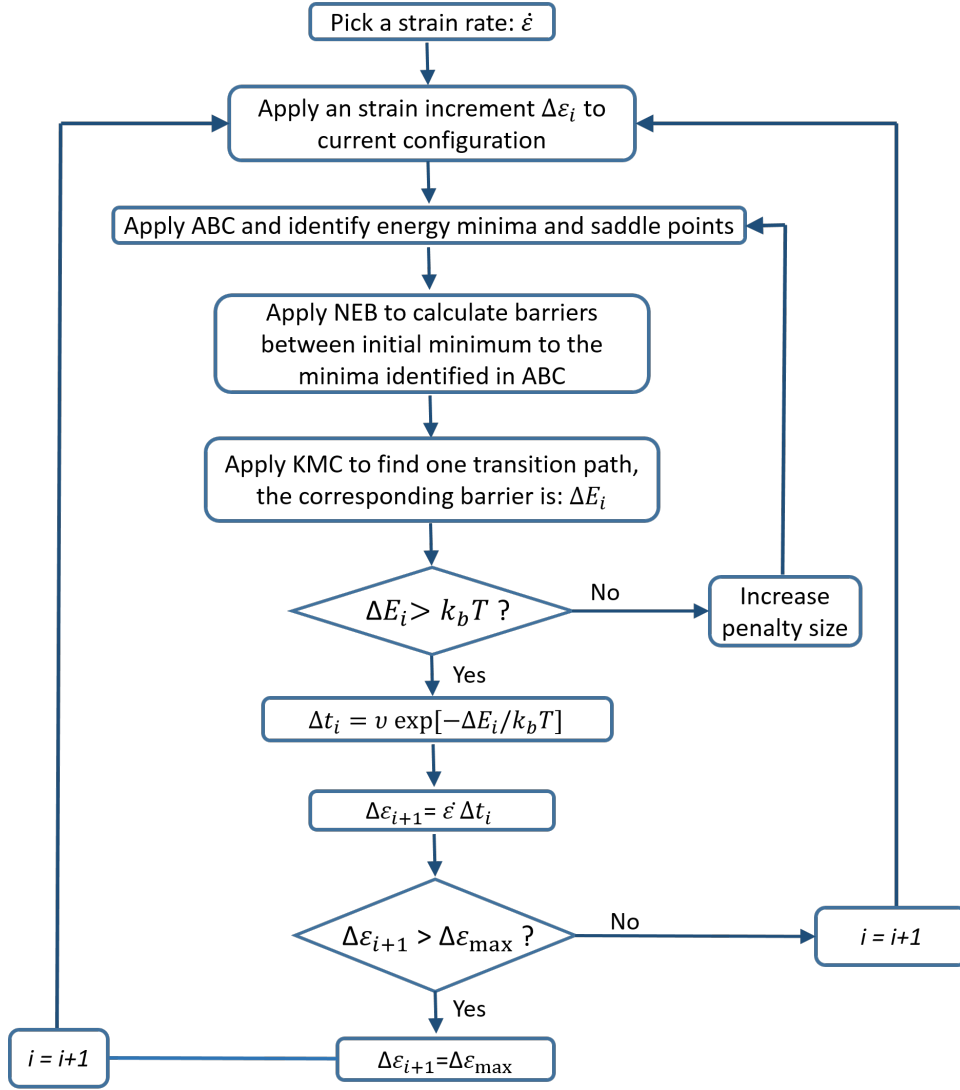 Pick a strain rate: ε̇
Apply an strain increment Δε_i to
current configuration
Apply ABC and identify energy minima and saddle points
Apply NEB to calculate barriers
between initial minimum to the
minima identified in ABC
Apply KMC to find one transition path,
the corresponding barrier is: ΔE_i
ΔE_i > k_b T ?
No
Increase
penalty size
Yes
Δt_i = υ exp[−ΔE_i/k_b T]
Δε_{i+1} = ε̇ Δt_i
Δε_{i+1} > Δε_max ?
No
i = i+1
Yes
i = i+1
Δε_{i+1}=Δε_max